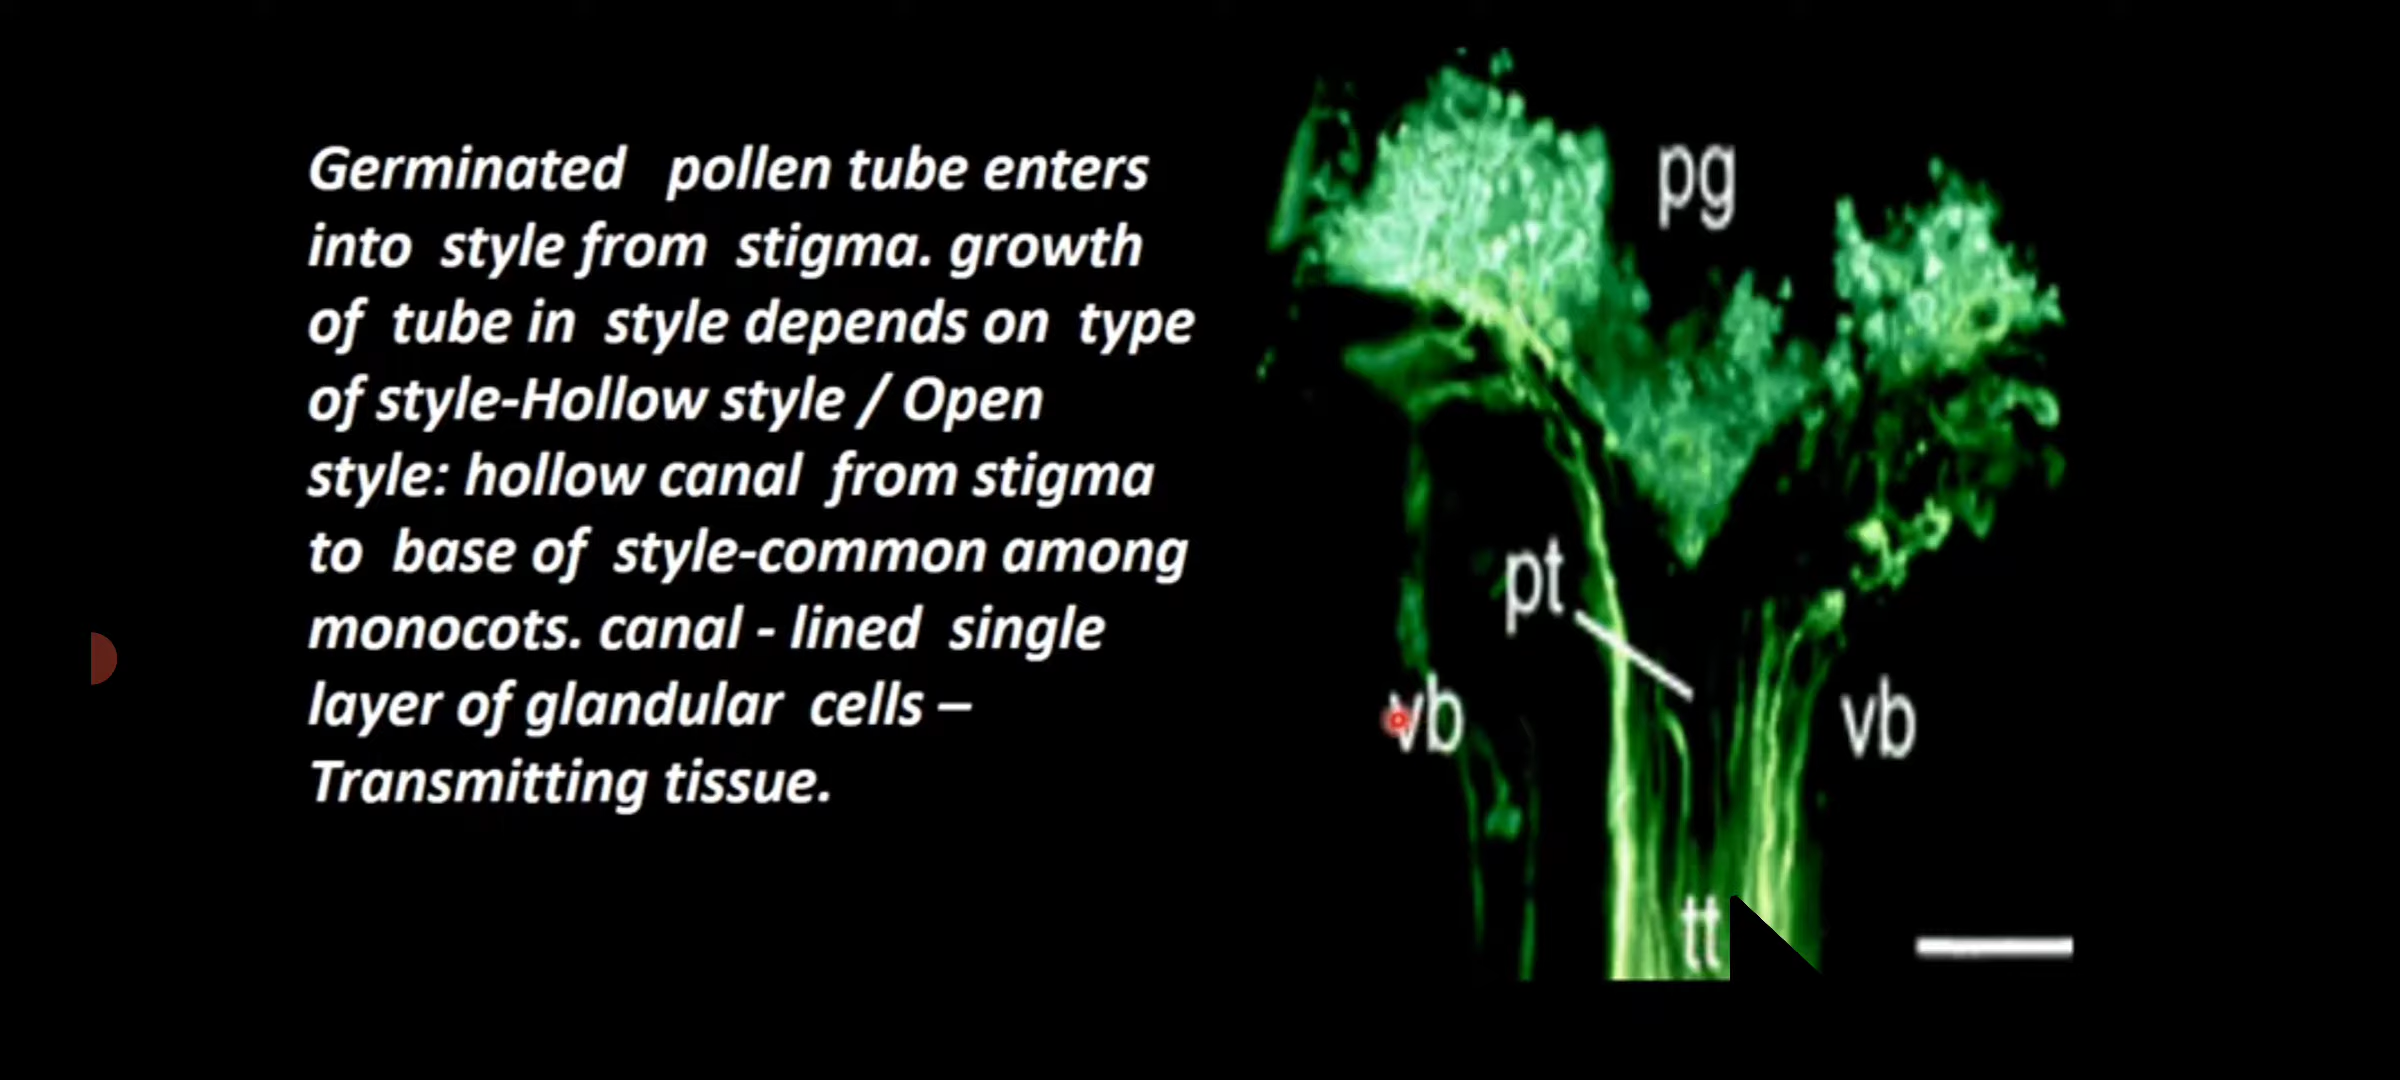 Germinated pollen tube enters
into style from stigma. growth
of tube in style depends on type
of style-Hollow style / Open
style: hollow canal from stigma
to base of style-common among
monocots. canal - lined single
layer of glandular cells –
Transmitting tissue.
pg
pt
vb
vb
tt